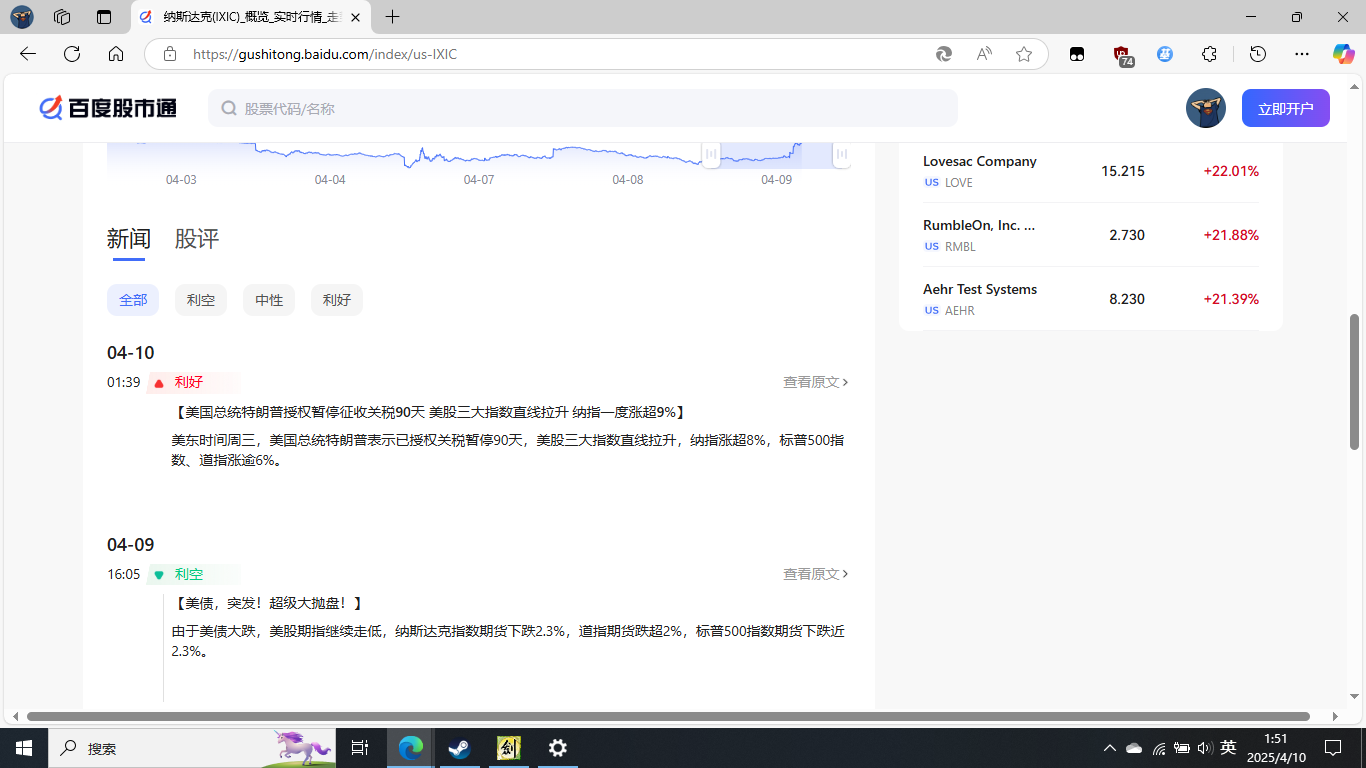 纳斯达克(IXIC)_概览_实时行情_走
https://gushitong.baidu.com/index/us-IXIC
74
百度股市通
股票代码/名称
立即开户
04-03 04-04 04-07 04-08 04-09
Lovesac Company
US LOVE
15.215
+22.01%
RumbleOn, Inc. ...
US RMBL
2.730
+21.88%
Aehr Test Systems
US AEHR
8.230
+21.39%
新闻 股评
全部 利空 中性 利好
04-10
01:39 利好 查看原文
【美国总统特朗普授权暂停征收关税90天 美股三大指数直线拉升 纳指一度涨超9%】
美东时间周三，美国总统特朗普表示已授权关税暂停90天，美股三大指数直线拉升，纳指涨超8%，标普500指
数、道指涨逾6%。
04-09
16:05 利空 查看原文
【美债，突发！超级大抛盘！】
由于美债大跌，美股期指继续走低，纳斯达克指数期货下跌2.3%，道指期货跌超2%，标普500指数期货下跌近
2.3%。
搜索
剑
英
1:51
2025/4/10